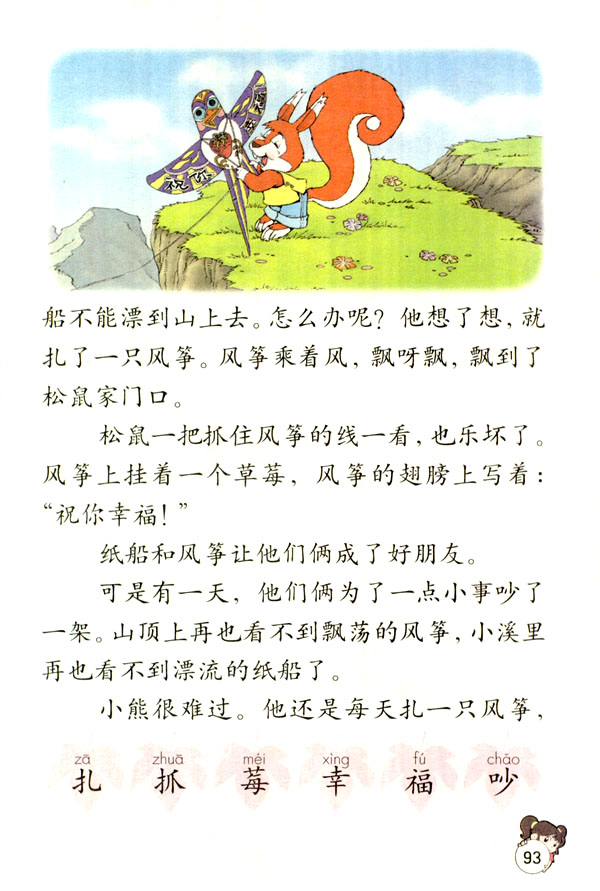 祝你幸福
船不能漂到山上去。怎么办呢？他想了想，就
扎了一只风筝。风筝乘着风，飘呀飘，飘到了
松鼠家门口。
松鼠一把抓住风筝的线一看，也乐坏了。
风筝上挂着一个草莓，风筝的翅膀上写着：
“祝你幸福！”
纸船和风筝让他们俩成了好朋友。
可是有一天，他们俩为了一点小事吵了
一架。山顶上再也看不到飘荡的风筝，小溪里
再也看不到漂流的纸船了。
小熊很难过。他还是每天扎一只风筝，
zā zhuā méi xìng fú chǎo
扎 抓 莓 幸 福 吵
93